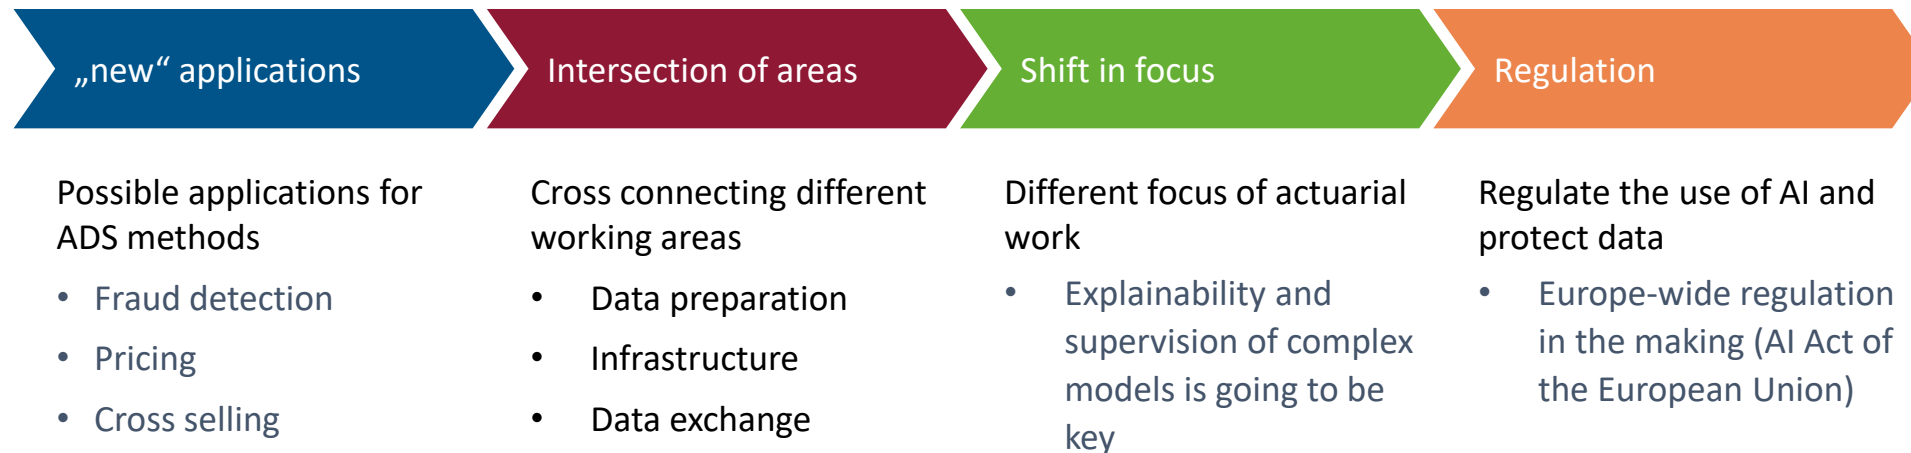 „new“ applications
Intersection of areas
Shift in focus
Regulation
Possible applications for
ADS methods
• Fraud detection
• Pricing
• Cross selling
Cross connecting different
working areas
• Data preparation
• Infrastructure
• Data exchange
Different focus of actuarial
work
• Explainability and
supervision of complex
models is going to be
key
Regulate the use of AI and
protect data
• Europe-wide regulation
in the making (AI Act of
the European Union)